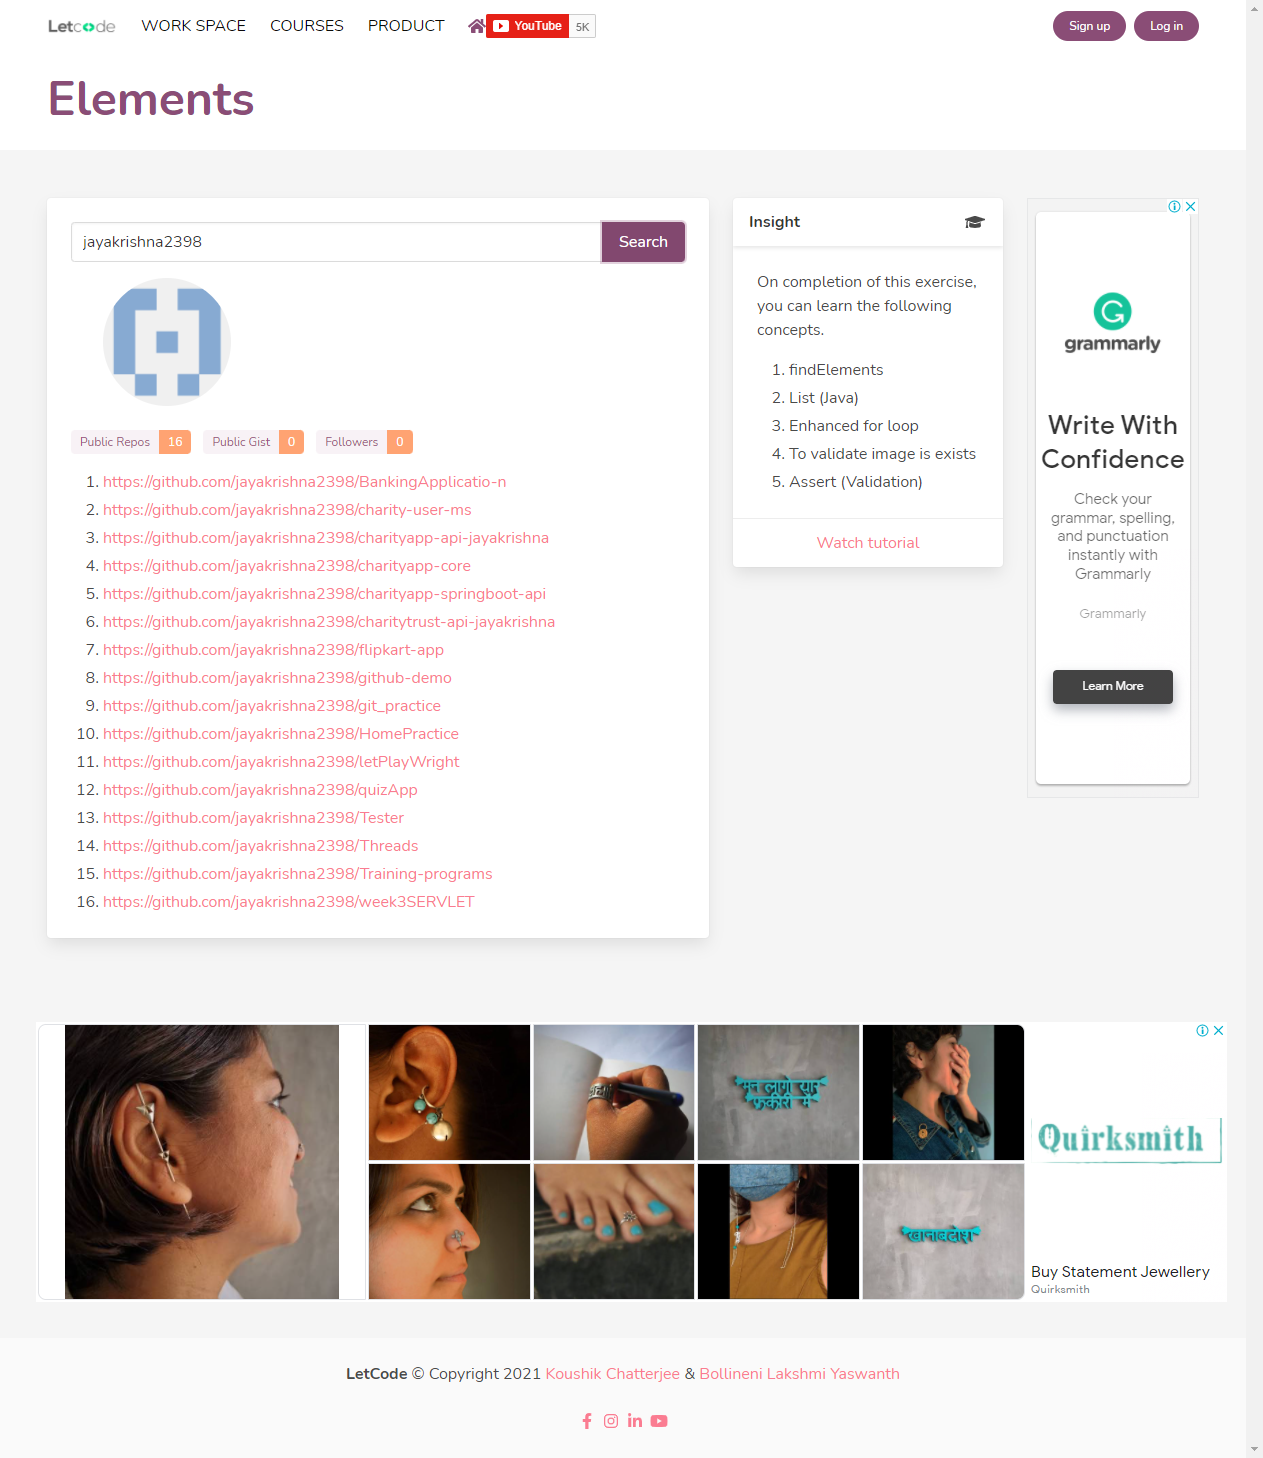 Letcode WORK SPACE COURSES PRODUCT YouTube 5K Sign up Log in
Elements
jayakrishna2398 Search
Public Repos 16 Public Gist 0 Followers 0
1. https://github.com/jayakrishna2398/BankingApplicatio-n
2. https://github.com/jayakrishna2398/charity-user-ms
3. https://github.com/jayakrishna2398/charityapp-api-jayakrishna
4. https://github.com/jayakrishna2398/charityapp-core
5. https://github.com/jayakrishna2398/charityapp-springboot-api
6. https://github.com/jayakrishna2398/charitytrust-api-jayakrishna
7. https://github.com/jayakrishna2398/flipkart-app
8. https://github.com/jayakrishna2398/github-demo
9. https://github.com/jayakrishna2398/git_practice
10. https://github.com/jayakrishna2398/HomePractice
11. https://github.com/jayakrishna2398/letPlayWright
12. https://github.com/jayakrishna2398/quizApp
13. https://github.com/jayakrishna2398/Tester
14. https://github.com/jayakrishna2398/Threads
15. https://github.com/jayakrishna2398/Training-programs
16. https://github.com/jayakrishna2398/week3SERVLET
Insight
On completion of this exercise,
you can learn the following
concepts.
1. findElements
2. List (Java)
3. Enhanced for loop
4. To validate image is exists
5. Assert (Validation)
Watch tutorial
grammarly
Write With
Confidence
Check your
grammar, spelling,
and punctuation
instantly with
Grammarly
Grammarly
Learn More
मन लागो यार
फ़कीरी में
खानाबदोश
Quirksmith
Buy Statement Jewellery
Quirksmith
LetCode © Copyright 2021 Koushik Chatterjee & Bollineni Lakshmi Yaswanth